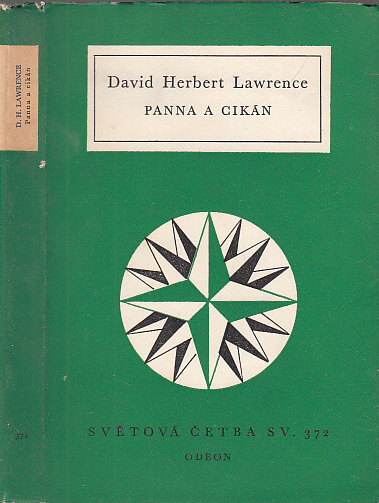 D. H. LAWRENCE
Panna a cikán
372
David Herbert Lawrence
PANNA A CIKÁN
SVĚTOVÁ ČETBA SV. 372
ODEON